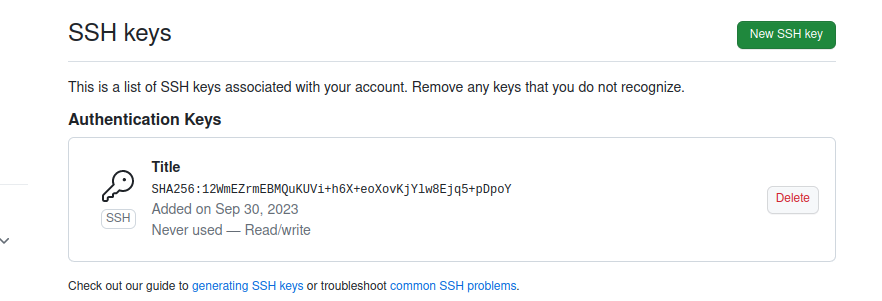 SSH keys
New SSH key
This is a list of SSH keys associated with your account. Remove any keys that you do not recognize.
Authentication Keys
Title
SHA256:12WmEZrmEBMQuKUVi+h6X+eoXovKjYlw8Ejq5+pDpoY
Added on Sep 30, 2023
SSH
Never used — Read/write
Delete
Check out our guide to generating SSH keys or troubleshoot common SSH problems.